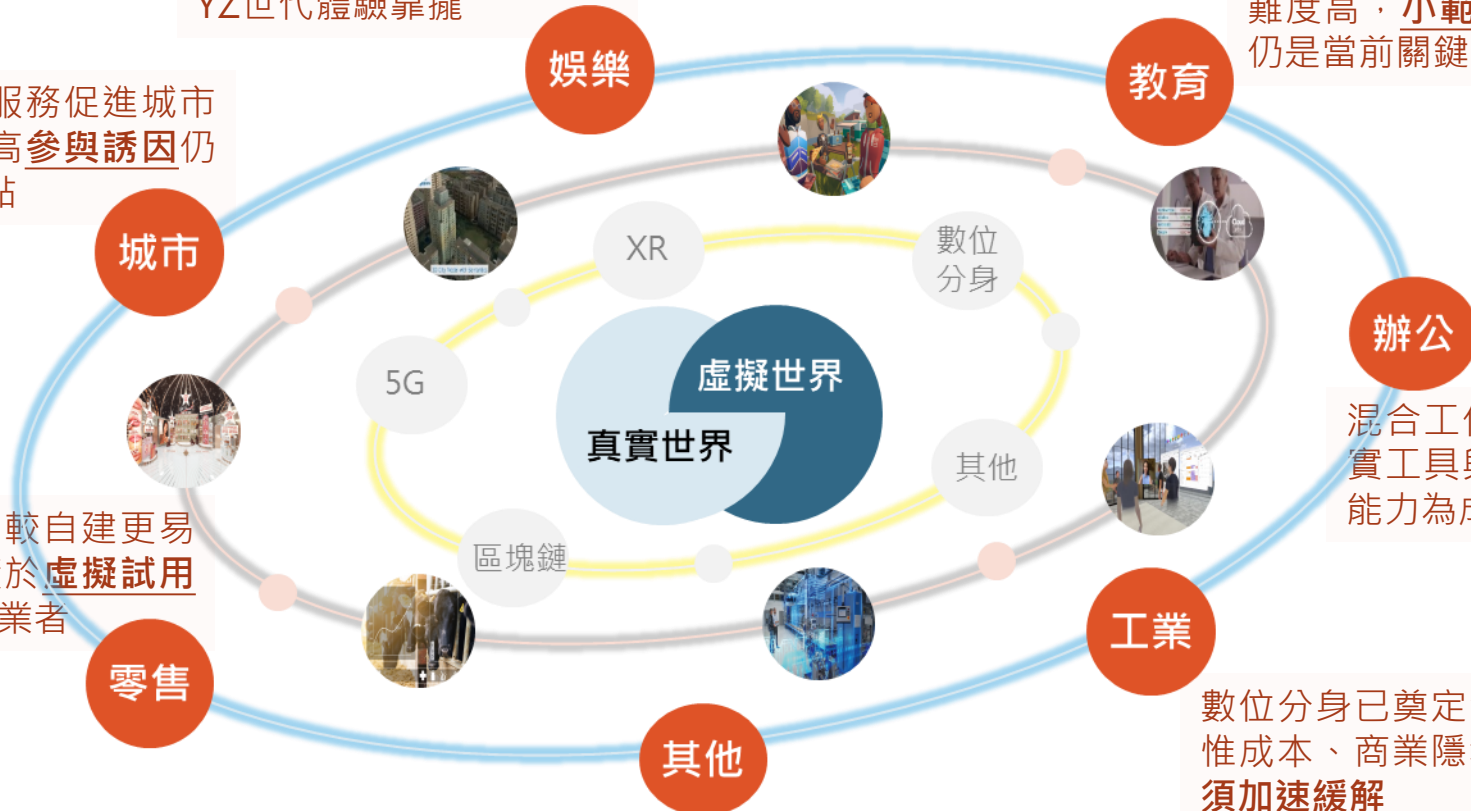 YZ世代體驗靠攏
難度高，小範
仍是當前關鍵
娛樂
教育
服務促進城市
高參與誘因仍
點
城市
XR
數位
分身
辦公
5G
虛擬世界
真實世界
其他
混合工
實工具
能力為
較自建更易
於虛擬試用
業者
區塊鏈
工業
零售
其他
數位分身已奠定
惟成本、商業隱
須加速緩解